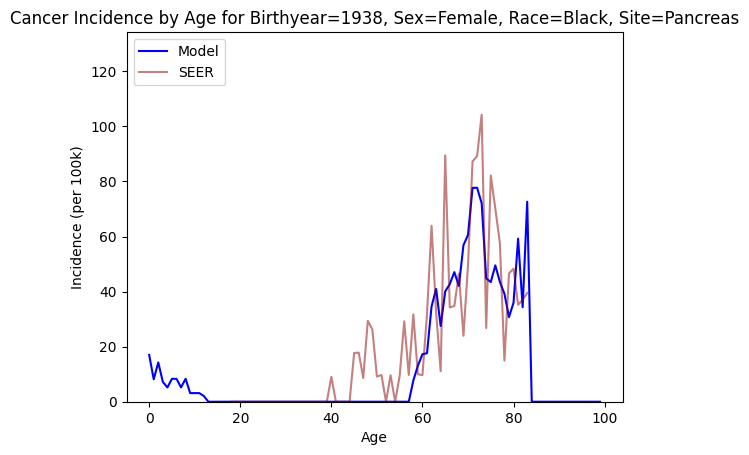 Cancer Incidence by Age for Birthyear=1938, Sex=Female, Race=Black, Site=Pancreas
Model
SEER
120
100
80
60
40
20
0
Incidence (per 100k)
0 20 40 60 80 100
Age